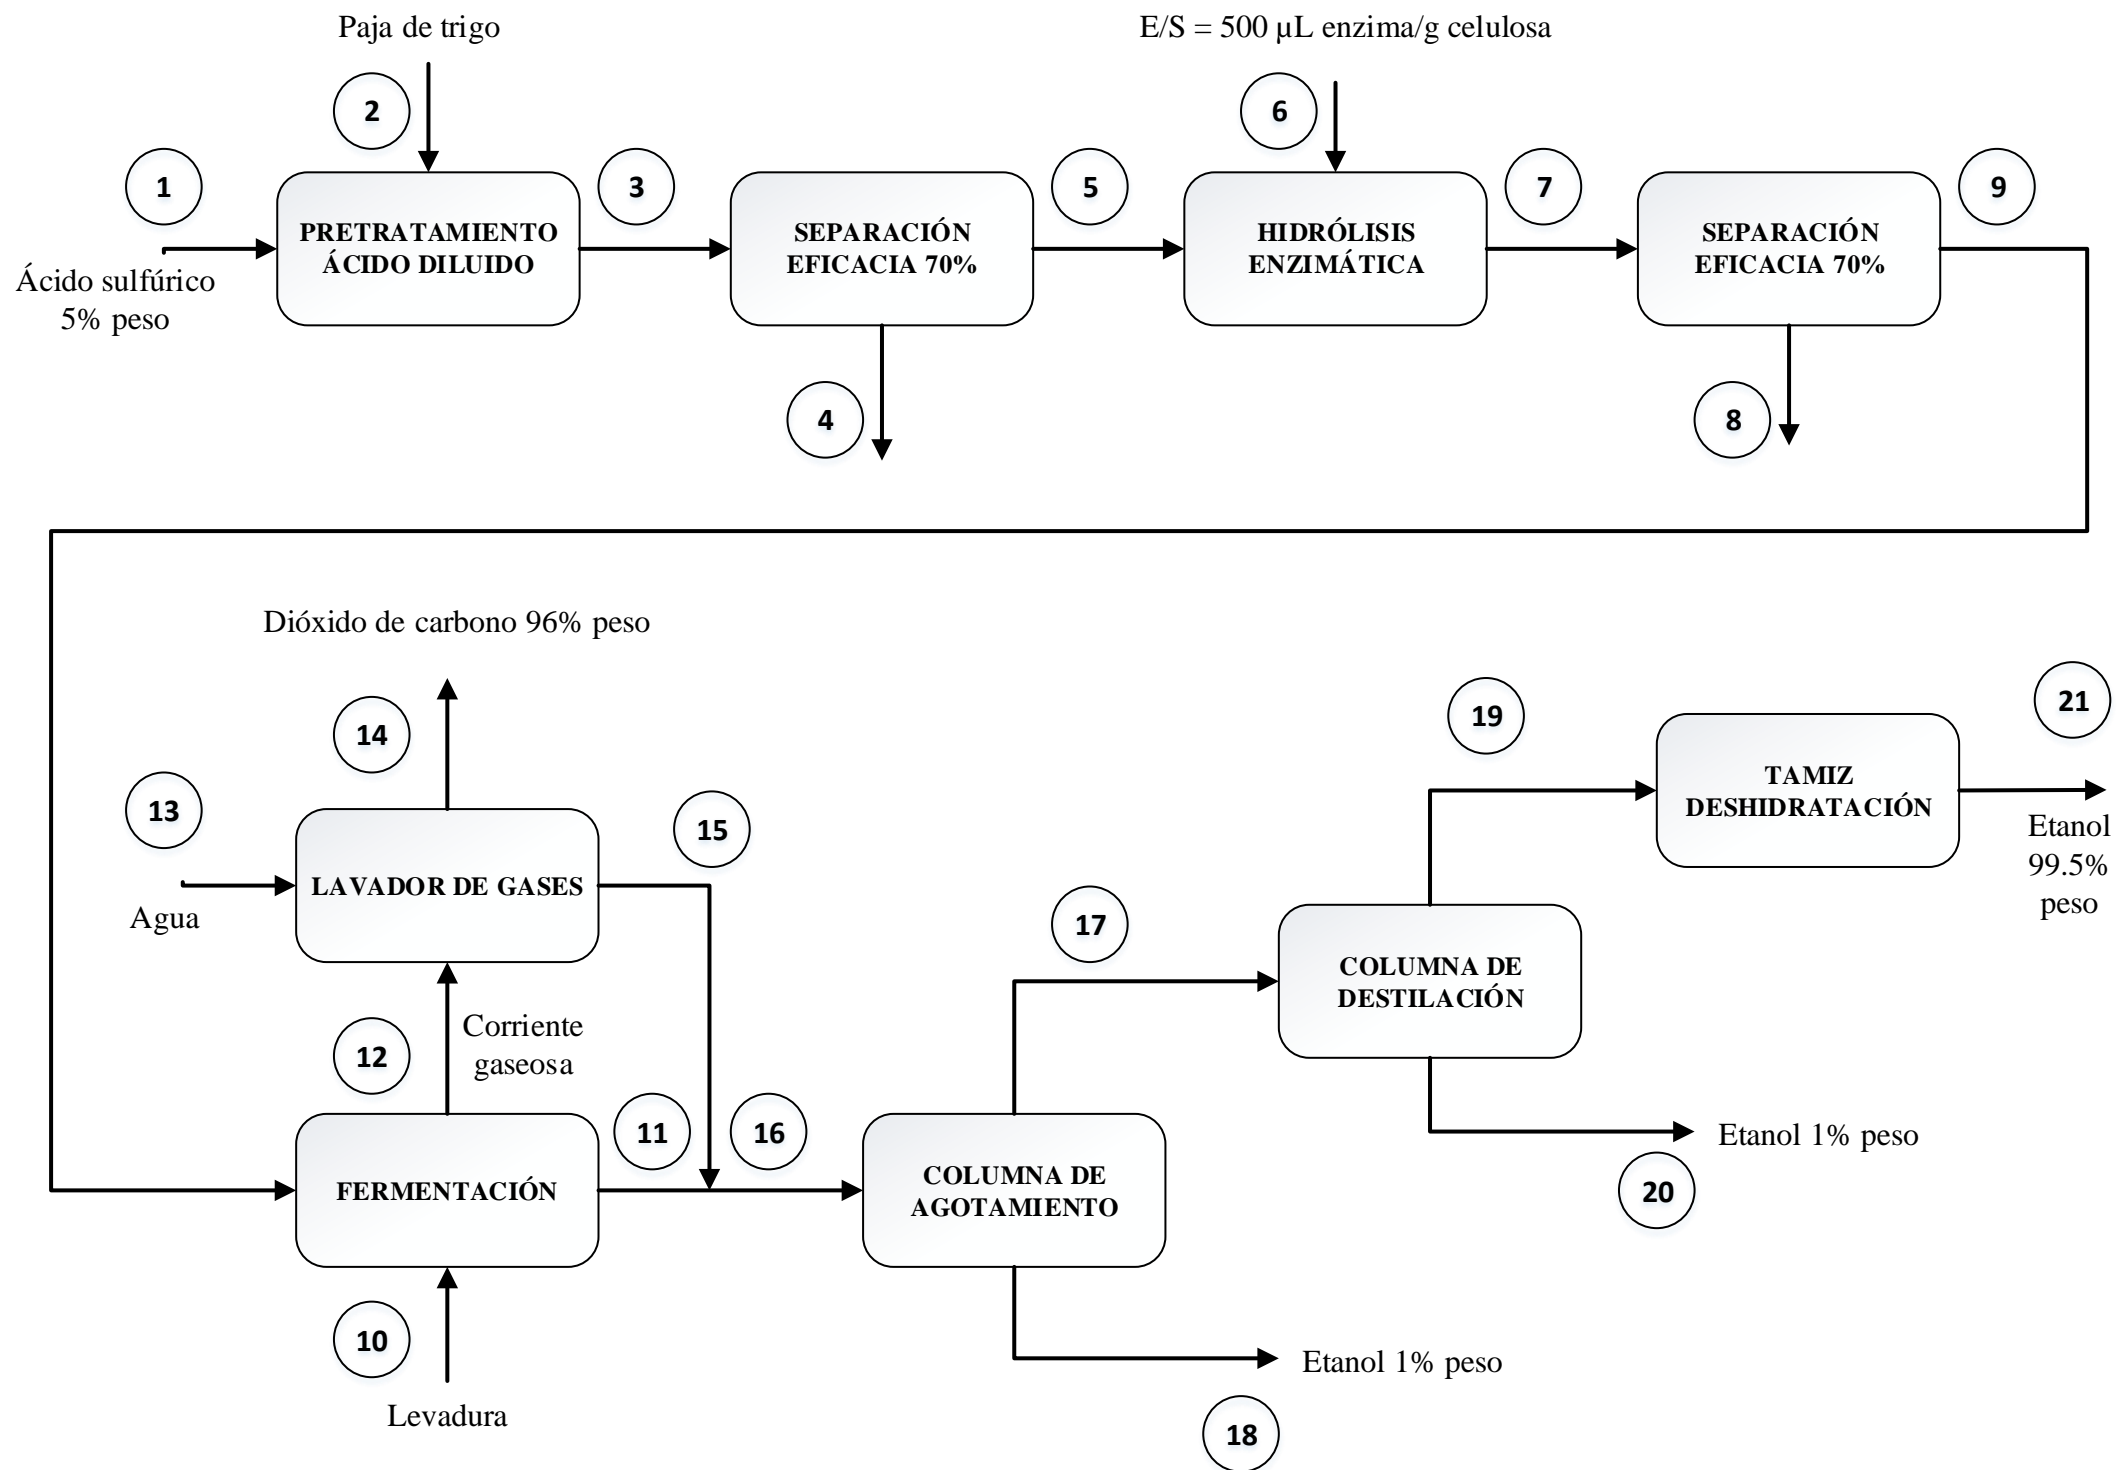 Paja de trigo
E/S = 500 µL enzima/g celulosa
2
6
1
3
5
7
9
PRETRATAMIENTO
ÁCIDO DILUIDO
SEPARACIÓN
EFICACIA 70%
HIDRÓLISIS
ENZIMÁTICA
SEPARACIÓN
EFICACIA 70%
Ácido sulfúrico
5% peso
4
8
Dióxido de carbono 96% peso
14
13
15
19
21
TAMIZ
DESHIDRATACIÓN
Etanol
99.5%
peso
LAVADOR DE GASES
Agua
17
COLUMNA DE
DESTILACIÓN
12
Corriente
gaseosa
11
16
Etanol 1% peso
20
FERMENTACIÓN
COLUMNA DE
AGOTAMIENTO
10
Levadura
Etanol 1% peso
18